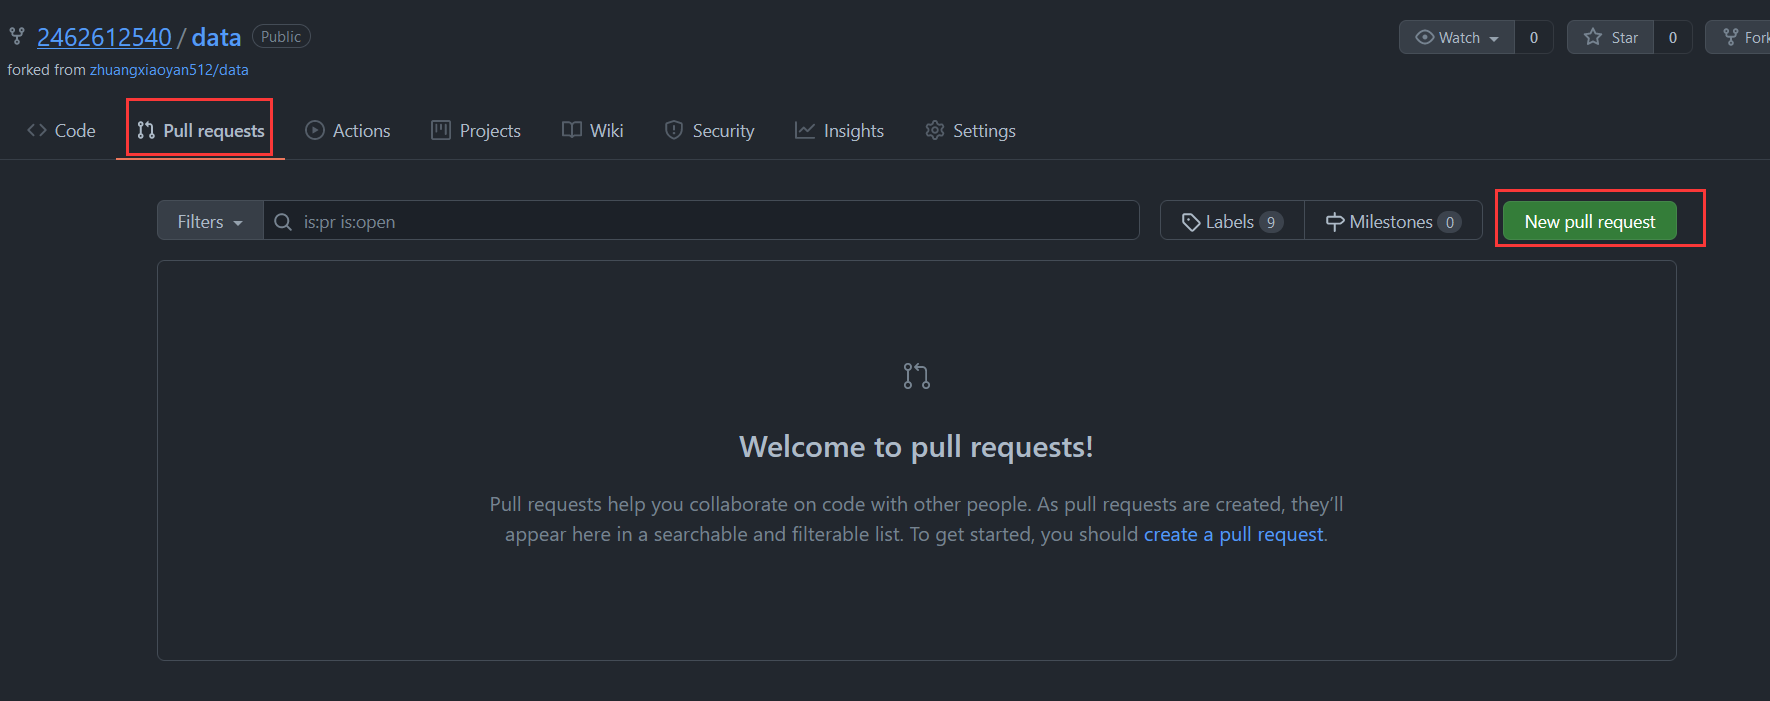 2462612540 / data Public
Watch 0 Star 0
forked from zhuangxiaoyan512/data
Code Pull requests Actions Projects Wiki Security Insights Settings
Filters is:pr is:open Labels 9 Milestones 0 New pull request
Welcome to pull requests!
Pull requests help you collaborate on code with other people. As pull requests are created, they’ll
appear here in a searchable and filterable list. To get started, you should create a pull request.